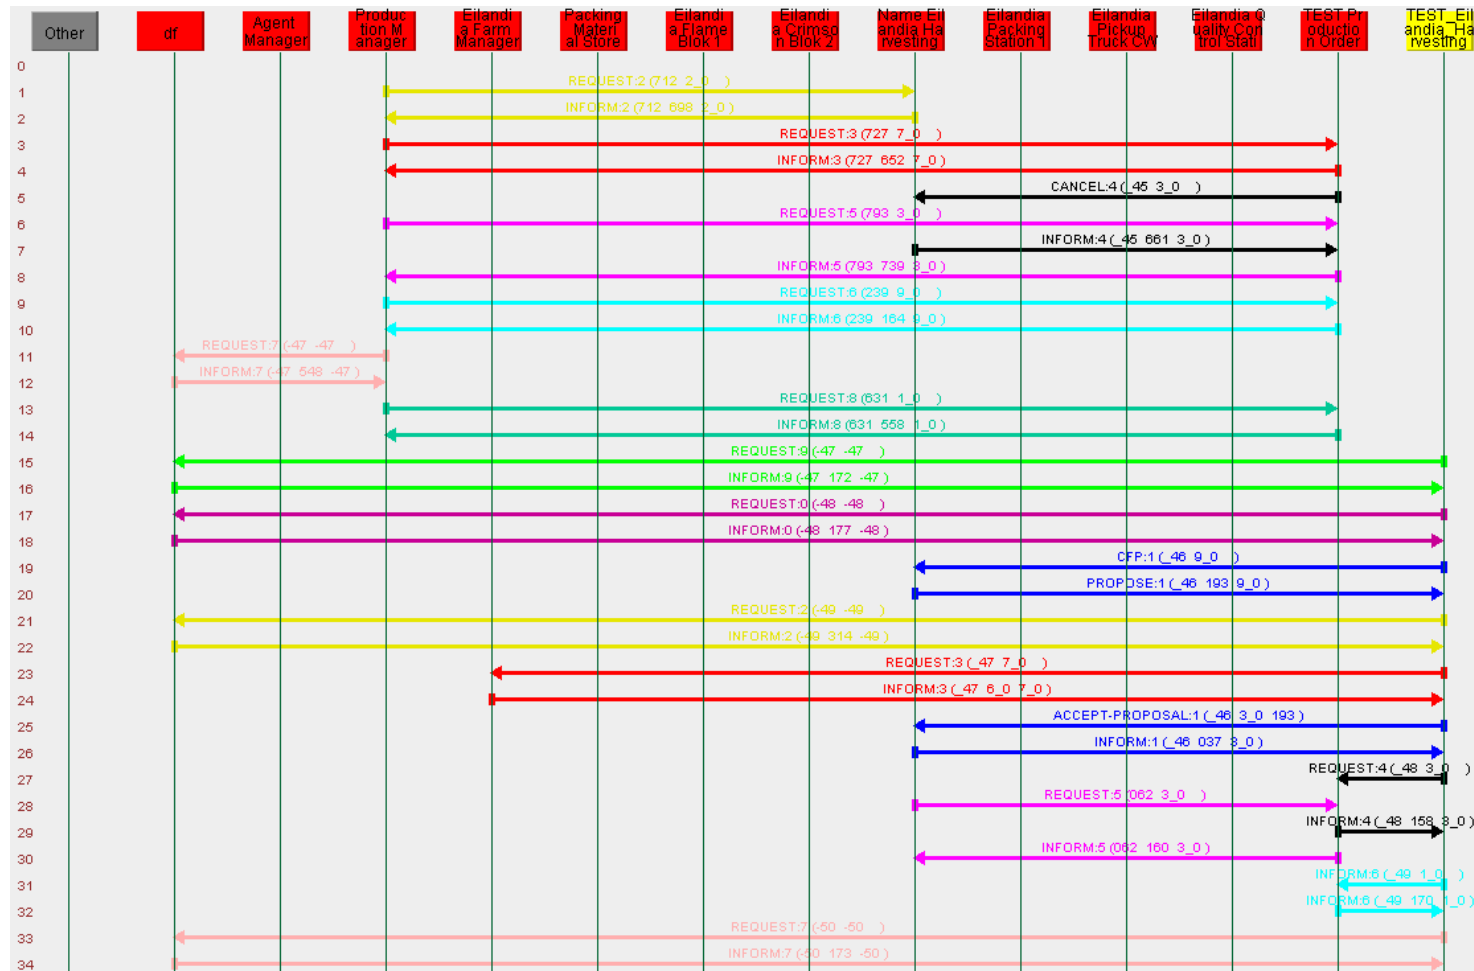 Other
df
Agent
Manager
Produc
tion M
anager
Eilandi
a Farm
Manager
Packing
Materi
al Store
Eilandi
a Flame
Blok 1
Eilandi
a Crimso
n Blok 2
Name Eil
andia Ha
rvesting
Eilandia
Packing
Station 1
Eilandia
Pickup
Truck CW
Eilandia Q
uality Con
trol Stati
TEST Pr
oductio
n Order
TEST_Eil
andia_Ha
rvesting
0
1 REQUEST:2 (712 2_0 )
2 INFORM:2 (712 698 2_0 )
3 REQUEST:3 (727 7_0 )
4 INFORM:3 (727 652 7_0 )
5 CANCEL:4 (_45 3_0 )
6 REQUEST:5 (793 3_0 )
7 INFORM:4 (_45 661 3_0 )
8 INFORM:5 (793 739 3_0 )
9 REQUEST:6 (239 9_0 )
10 INFORM:6 (239 164 9_0 )
11 REQUEST:7 (-47 -47 )
12 INFORM:7 (-47 548 -47 )
13 REQUEST:8 (631 1_0 )
14 INFORM:8 (631 558 1_0 )
15 REQUEST:9 (-47 -47 )
16 INFORM:9 (-47 172 -47 )
17 REQUEST:0 (-48 -48 )
18 INFORM:0 (-48 177 -48 )
19 CFP:1 (_46 9_0 )
20 PROPOSE:1 (_46 193 9_0 )
21 REQUEST:2 (-49 -49 )
22 INFORM:2 (-49 314 -49 )
23 REQUEST:3 (_47 7_0 )
24 INFORM:3 (_47 6_0 7_0 )
25 ACCEPT-PROPOSAL:1 (_46 3_0 193 )
26 INFORM:1 (_46 037 3_0 )
27 REQUEST:4 (_48 3_0 )
28 REQUEST:5 (062 3_0 )
29 INFORM:4 (_48 158 3_0 )
30 INFORM:5 (062 160 3_0 )
31 INFORM:6 (_49 1_0 )
32 INFORM:6 (_49 170 1_0 )
33 REQUEST:7 (-50 -50 )
34 INFORM:7 (-50 173 -50 )